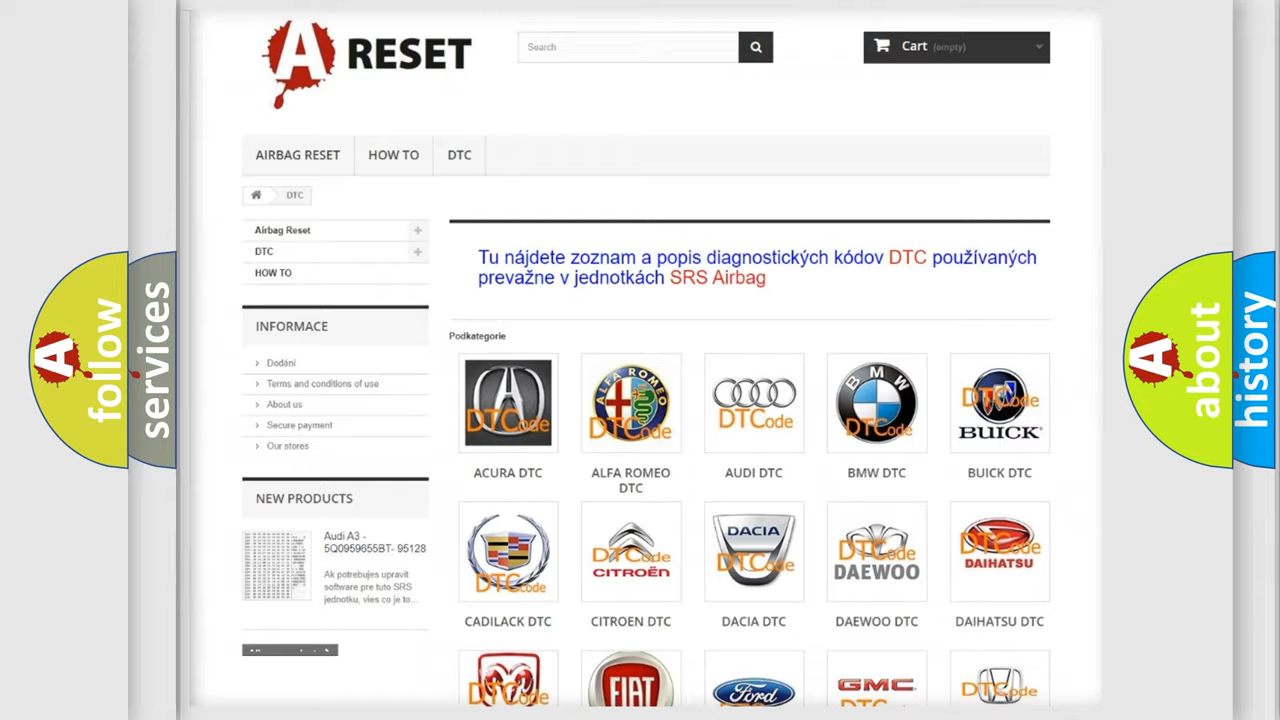 A RESET
Search
Cart (empty)
AIRBAG RESET
HOW TO
DTC
DTC
Airbag Reset
DTC
HOW TO
INFORMACE
Dodání
Terms and conditions of use
About us
Secure payment
Our stores
NEW PRODUCTS
Audi A3 -
5Q0959655BT- 95128
Ak potrebujes upravit
software pre tuto SRS
jednotku, vies co je to...
Tu nájdete zoznam a popis diagnostických kódov DTC používaných
prevažne v jednotkách SRS Airbag
Podkategorie
DTCode
ALFA ROMEO
DTCode
DTCode
BMW
DTCode
DTCode
BUICK
ACURA DTC
ALFA ROMEO
DTC
AUDI DTC
BMW DTC
BUICK DTC
DTCode
DTCode
CITROËN
DACIA
DTCode
DTCode
DAEWOO
DTCode
DAIHATSU
CADILACK DTC
CITROEN DTC
DACIA DTC
DAEWOO DTC
DAIHATSU DTC
DTCode
FIAT
Ford
GMC
DTCode
A follow
services
A about
history